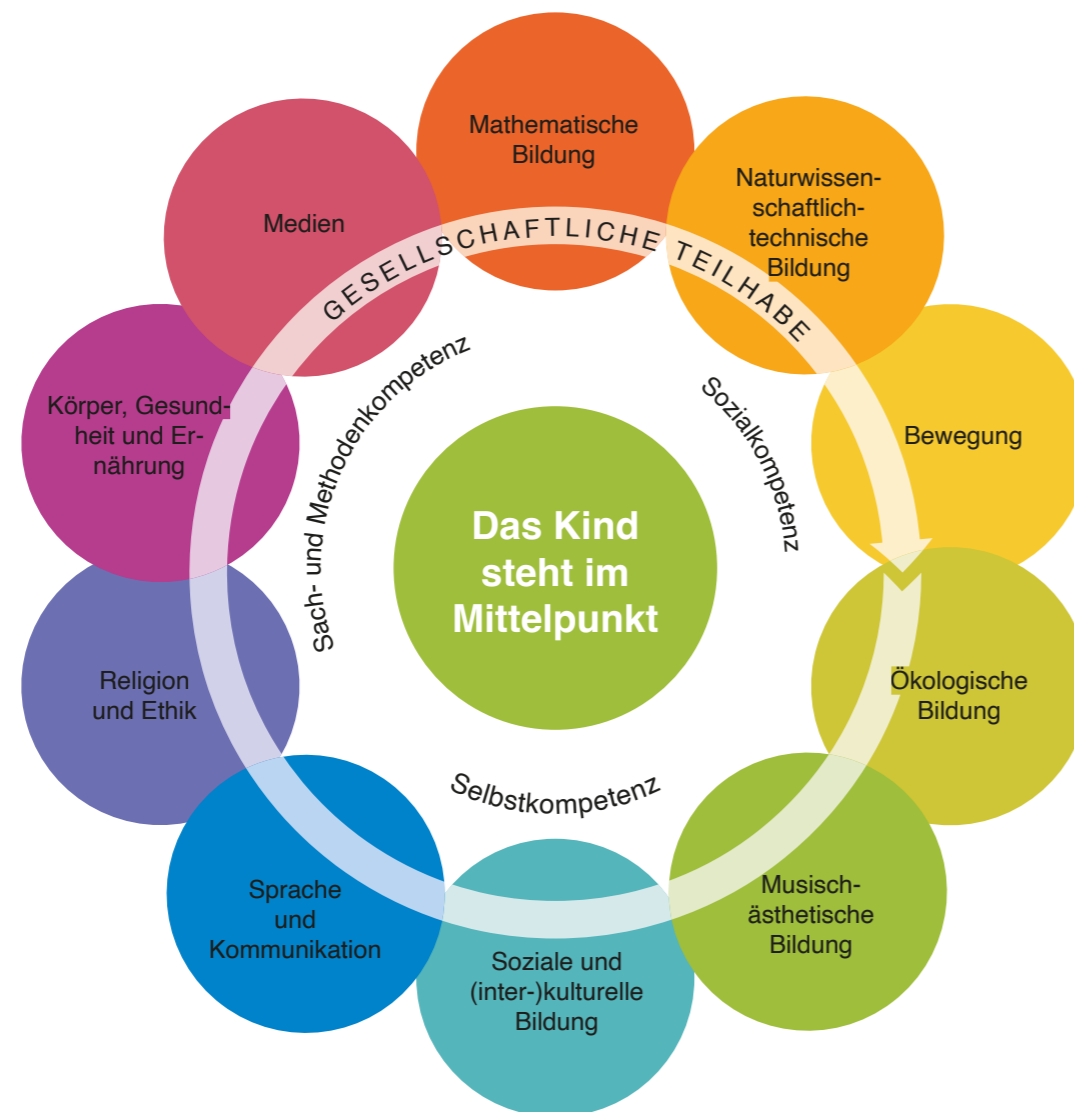 Mathematische
Bildung
Naturwissen-
schaftlich-
technische
Bildung
Medien
GESELLSCHAFTLICHE TEILHABE
Körper, Gesund-
heit und Er-
nährung
Sach- und Methodenkompetenz
Sozialkompetenz
Bewegung
Das Kind
steht im
Mittelpunkt
Religion
und Ethik
Ökologische
Bildung
Selbstkompetenz
Sprache
und
Kommunikation
Musisch-
ästhetische
Bildung
Soziale und
(inter-)kulturelle
Bildung